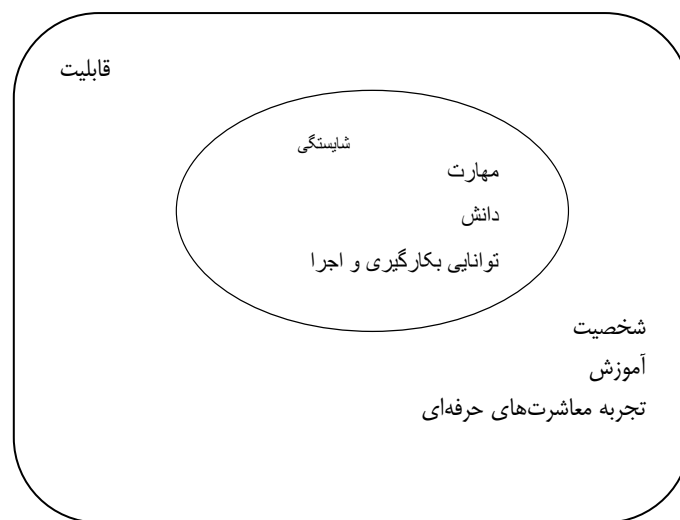 قابلیت
شایستگی
مهارت
دانش
توانایی بکارگیری و اجرا
شخصیت
آموزش
تجربه معاشرت‌های حرفه‌ای